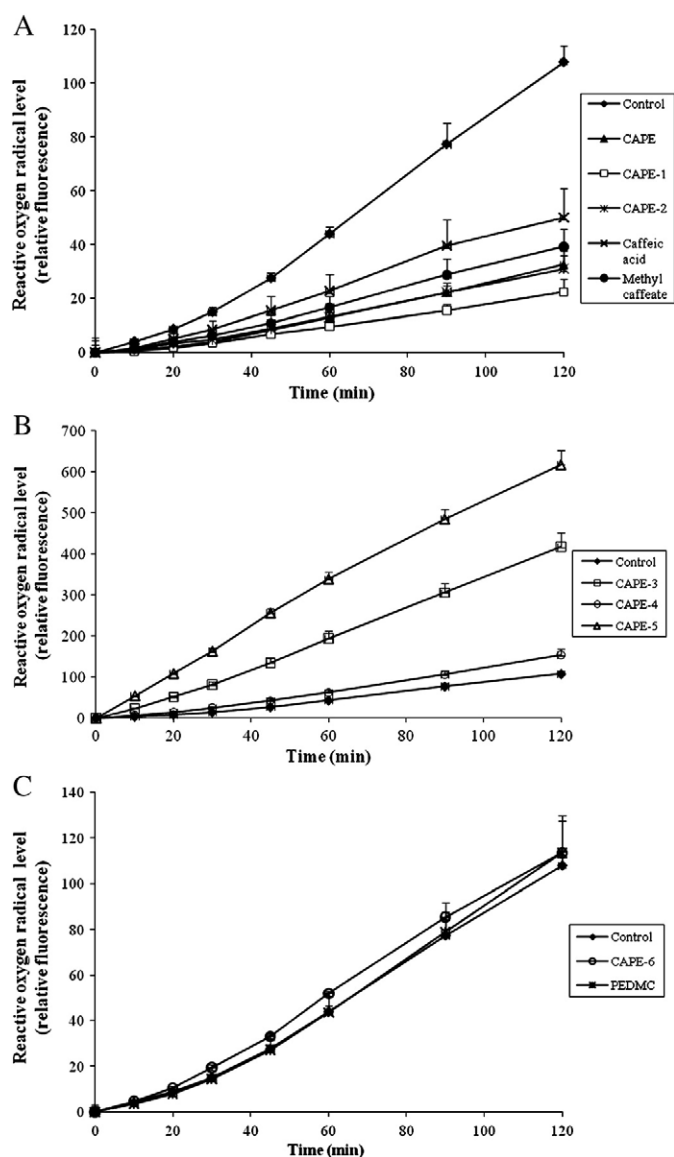 A
Reactive oxygen radical level
(relative fluorescence)
120
100
80
60
40
20
0
0 20 40 60 80 100 120
Time (min)
Control
CAPE
CAPE-1
CAPE-2
Caffeic
acid
Methyl
caffeate
B
Reactive oxygen radical level
(relative fluorescence)
700
600
500
400
300
200
100
0
0 20 40 60 80 100 120
Time (min)
Control
CAPE-3
CAPE-4
CAPE-5
C
Reactive oxygen radical level
(relative fluorescence)
140
120
100
80
60
40
20
0
0 20 40 60 80 100 120
Time (min)
Control
CAPE-6
PEDMC